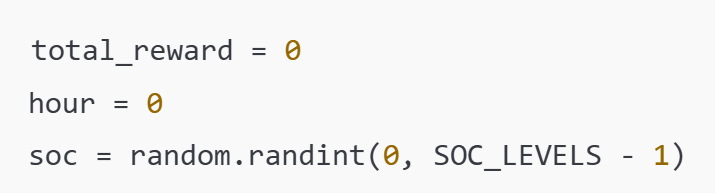 total_reward = 0
hour = 0
soc = random.randint(0, SOC_LEVELS - 1)